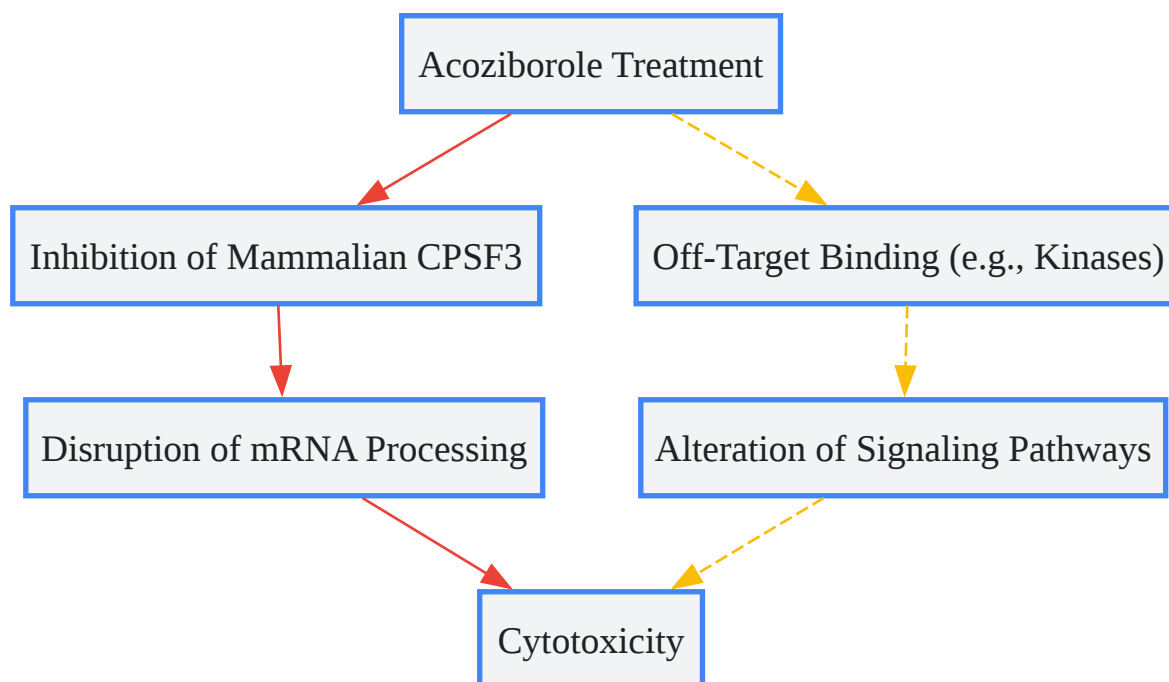 Acoziborole Treatment
Inhibition of Mammalian CPSF3
Off-Target Binding (e.g., Kinases)
Disruption of mRNA Processing
Alteration of Signaling Pathways
Cytotoxicity